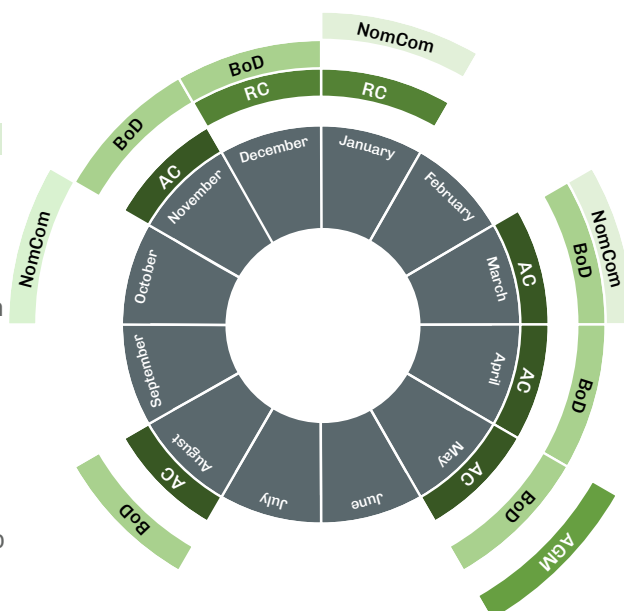 NomCom
BoD
BoD
RC
RC
AC
December
January
November
February
NomCom
October
March
AC
BoD
NomCom
September
April
AC
BoD
August
May
AC
AC
July
June
BoD
BoD
AGM